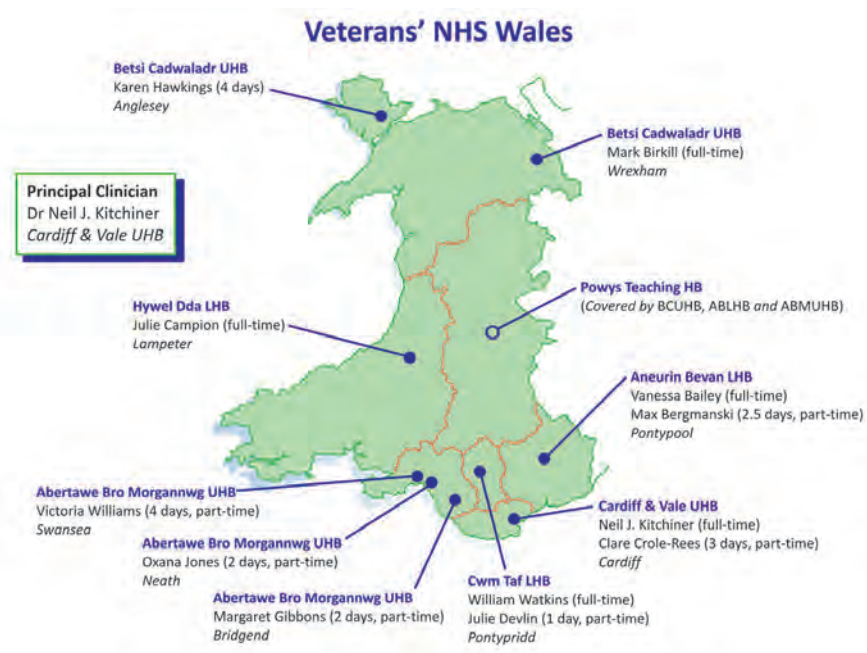 Veterans' NHS Wales
Betsi Cadwaladr UHB
Karen Hawkings (4 days)
Anglesey
Betsi Cadwaladr UHB
Mark Birkill (full-time)
Wrexham
Principal Clinician
Dr Neil J. Kitchiner
Cardiff & Vale UHB
Powys Teaching HB
(Covered by BCUHB, ABLHB and ABMUHB)
Hywel Dda LHB
Julie Campion (full-time)
Lampeter
Aneurin Bevan LHB
Vanessa Bailey (full-time)
Max Bergmanski (2.5 days, part-time)
Pontypool
Abertawe Bro Morgannwg UHB
Victoria Williams (4 days, part-time)
Swansea
Cardiff & Vale UHB
Neil J. Kitchiner (full-time)
Clare Crole-Rees (3 days, part-time)
Cardiff
Abertawe Bro Morgannwg UHB
Oxana Jones (2 days, part-time)
Neath
Cwm Taf LHB
William Watkins (full-time)
Julie Devlin (1 day, part-time)
Pontypridd
Abertawe Bro Morgannwg UHB
Margaret Gibbons (2 days, part-time)
Bridgend